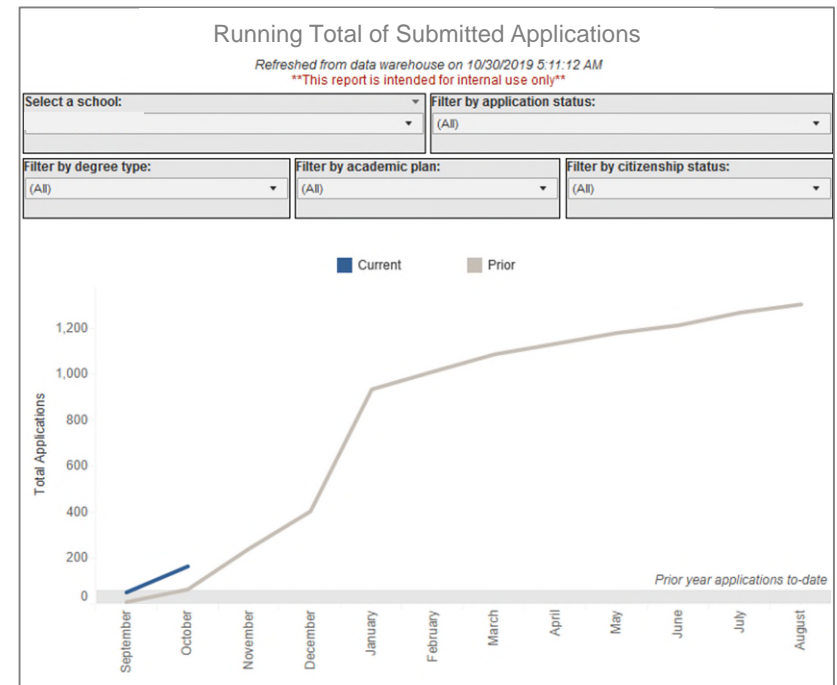 Running Total of Submitted Applications
Refreshed from data warehouse on 10/30/2019 5:11:12 AM
**This report is intended for internal use only**
Select a school:
Filter by application status:
(All)
Filter by degree type:
Filter by academic plan:
Filter by citizenship status:
(All)
(All)
(All)
Current
Prior
Total Applications
1,200
1,000
800
600
400
200
0
Prior year applications to-date
September
October
November
December
January
February
March
April
May
June
July
August